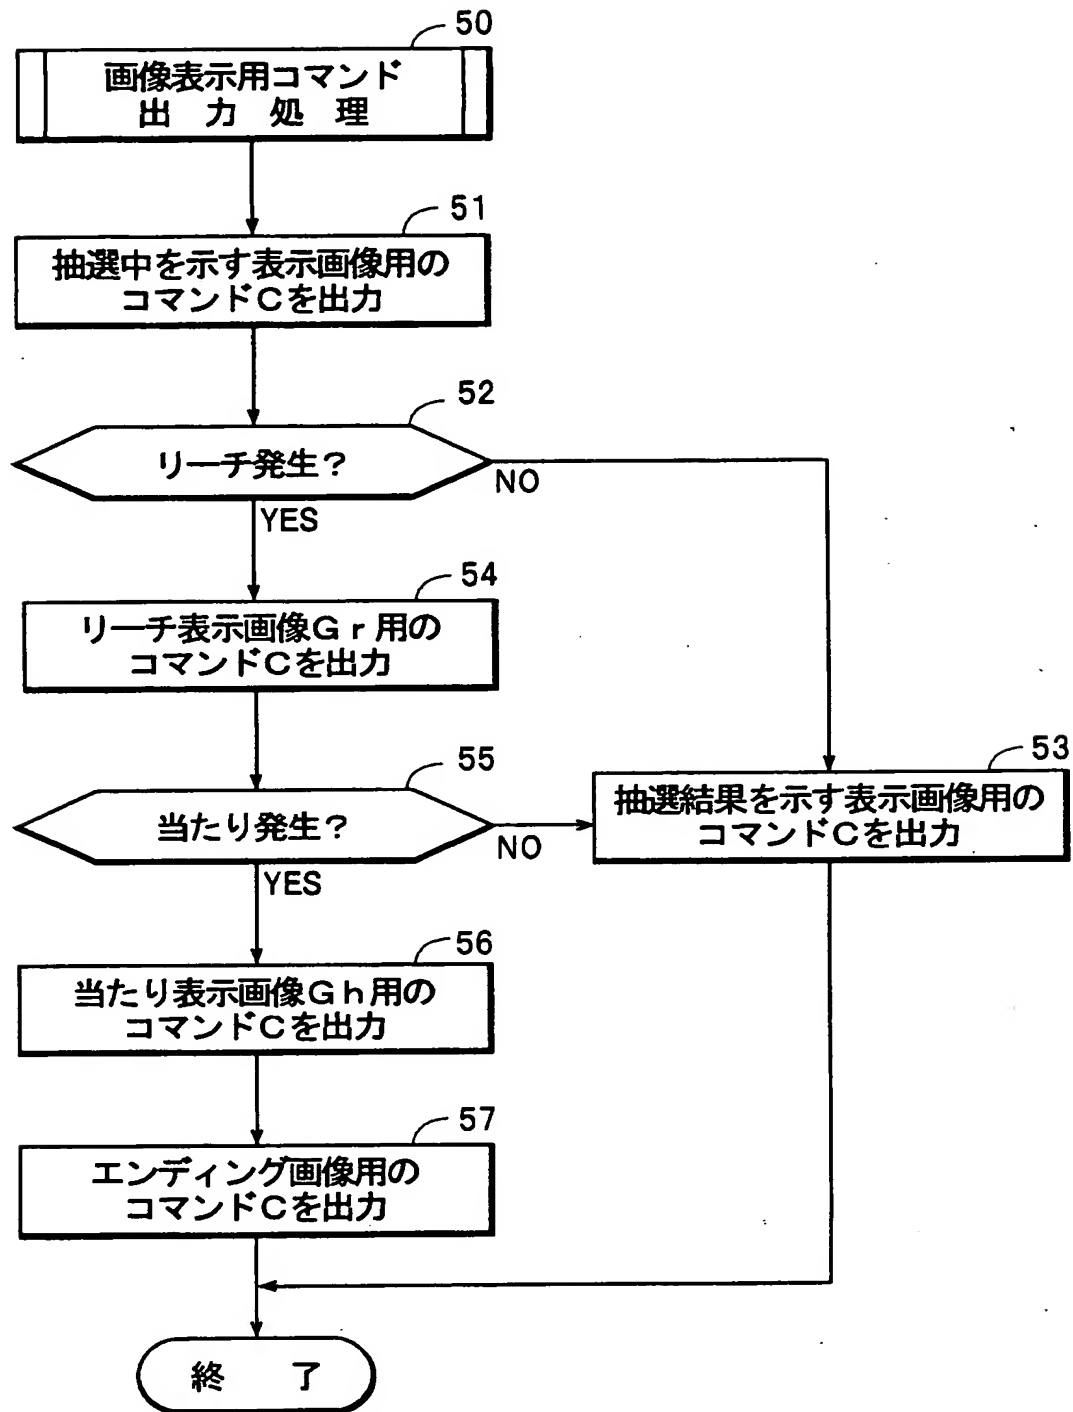 50
画像表示用コマンド
出　力　処　理
51
抽選中を示す表示画像用の
コマンドCを出力
52
リーチ発生?
NO
YES
54
リーチ表示画像Gr用の
コマンドCを出力
55
当たり発生?
NO
YES
53
抽選結果を示す表示画像用の
コマンドCを出力
56
当たり表示画像Gh用の
コマンドCを出力
57
エンディング画像用の
コマンドCを出力
終　了